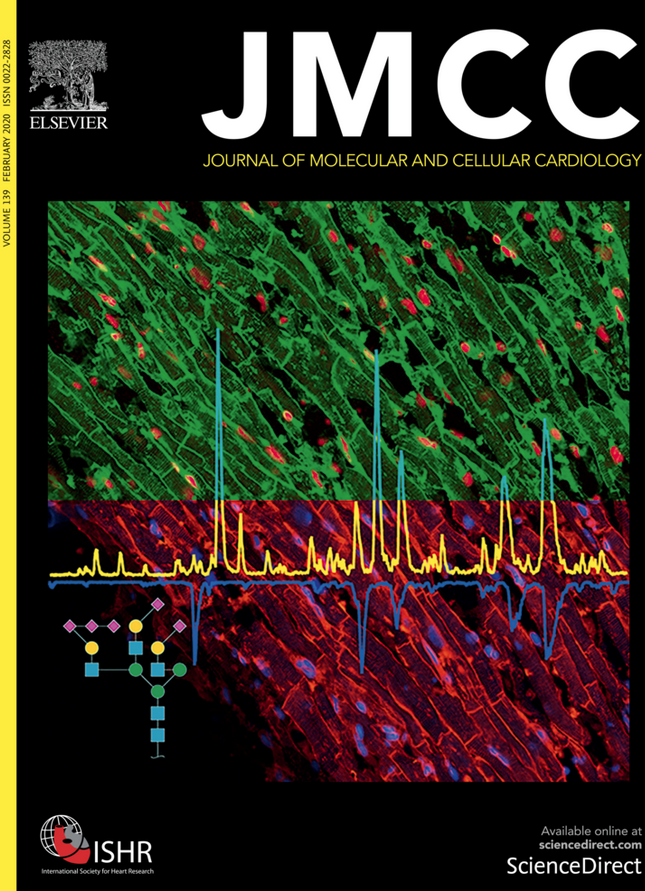 VOLUME 139 FEBRUARY 2020 ISSN 0022-2828
ELSEVIER
JMCC
JOURNAL OF MOLECULAR AND CELLULAR CARDIOLOGY
ISHR
International Society for Heart Research
Available online at
sciencedirect.com
ScienceDirect